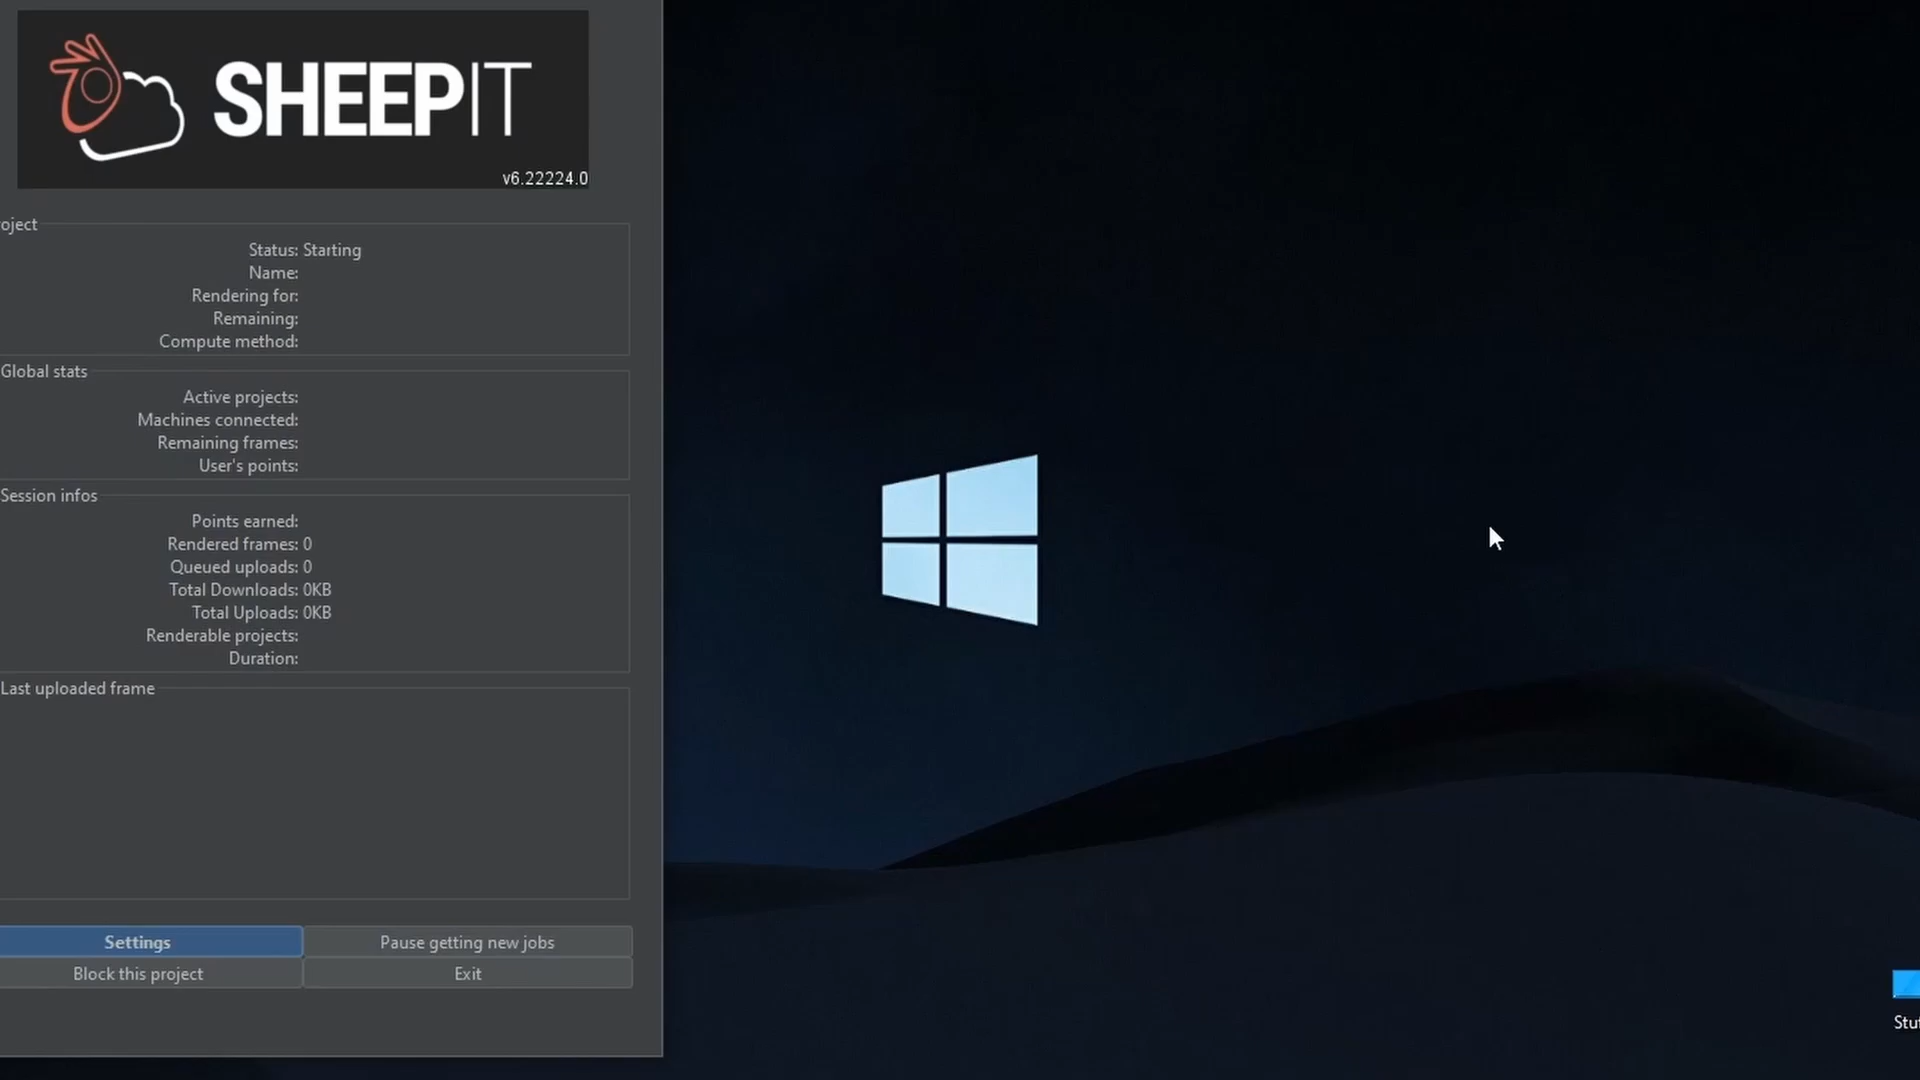 SHEEPIT
v6.22224.0
oject
Status: Starting
Name:
Rendering for:
Remaining:
Compute method:
Global stats
Active projects:
Machines connected:
Remaining frames:
User's points:
Session infos
Points earned:
Rendered frames: 0
Queued uploads: 0
Total Downloads: 0KB
Total Uploads: 0KB
Renderable projects:
Duration:
Last uploaded frame
Settings
Pause getting new jobs
Block this project
Exit
Stuf